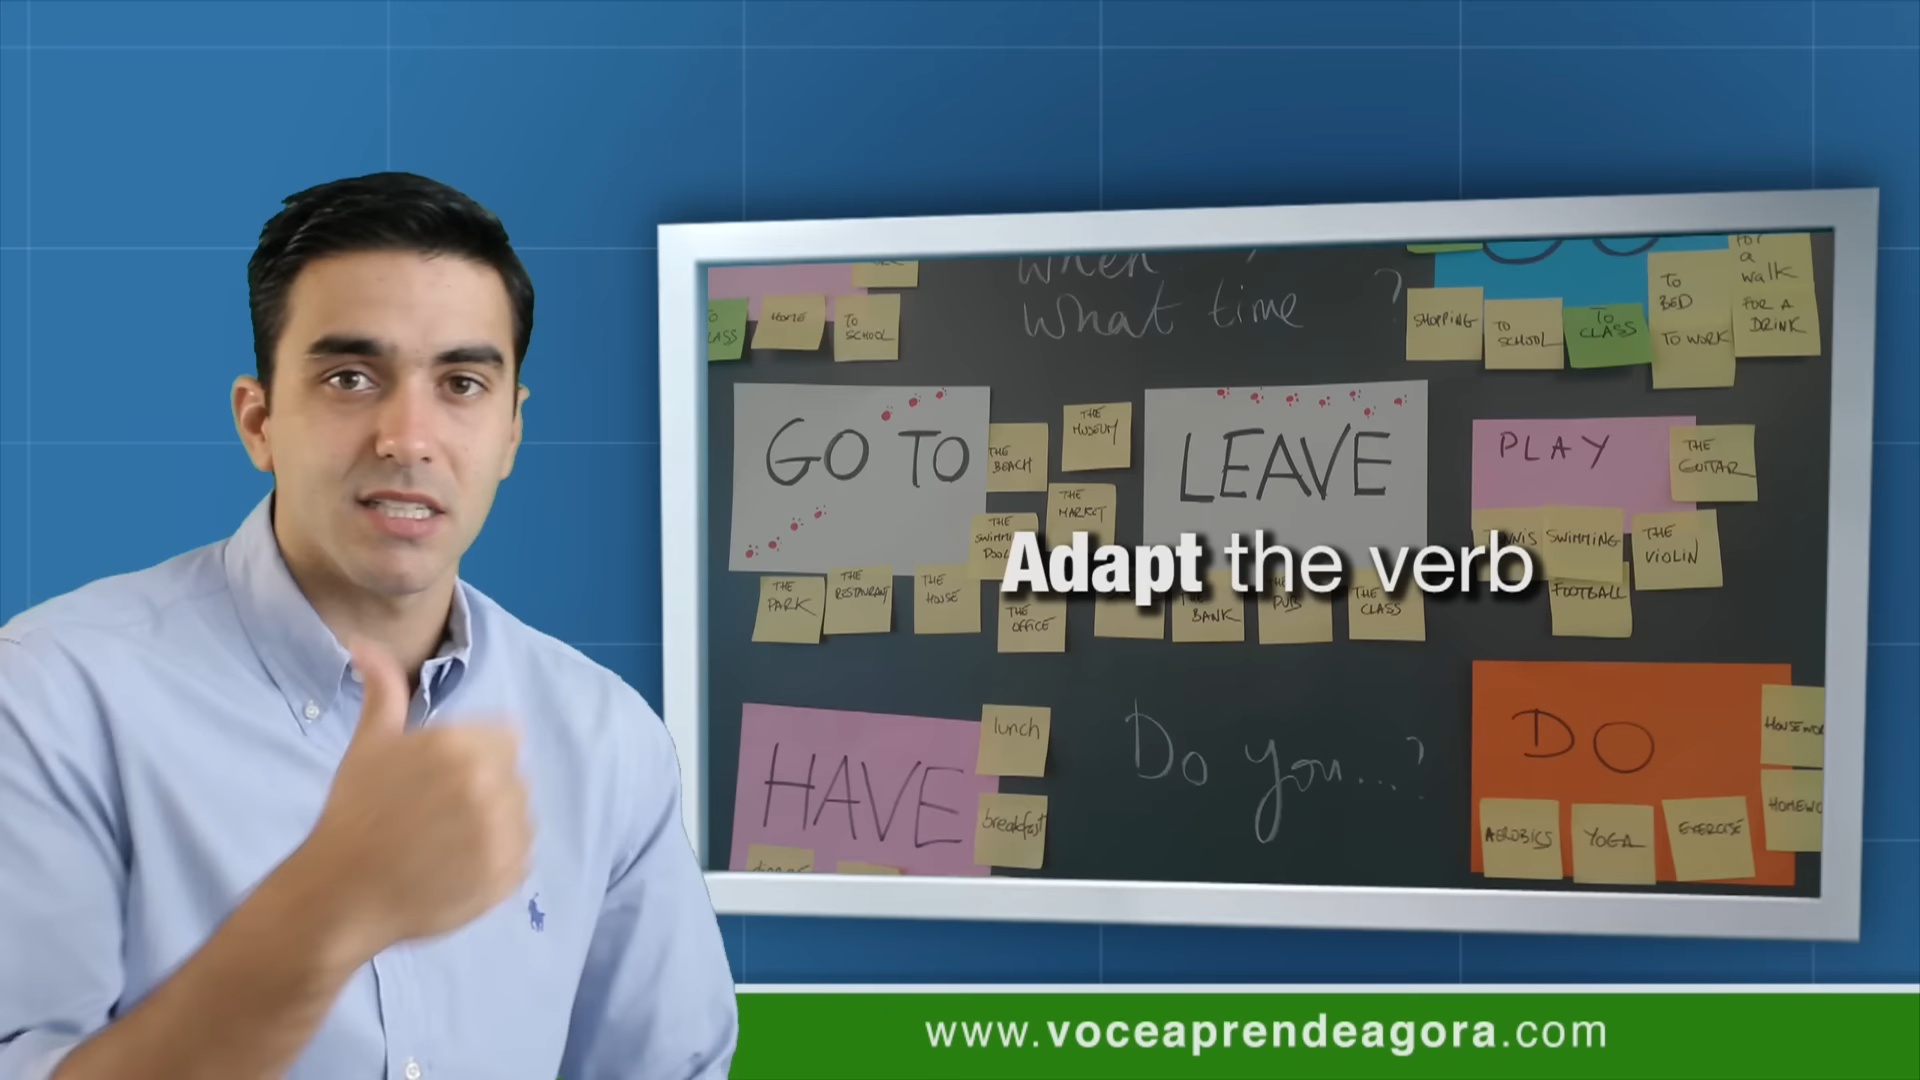 When
What time ?
CLASS
HOME
TO
SCHOOL
SHOPPING
TO
SCHOOL
TO
CLASS
TO
BED
TO WORK
FOR
a
walk
FOR A
DRINK
GO TO
THE
BEACH
THE
MUSEUM
THE
MARKET
THE
THE
PARK
THE
RESTAURANT
THE
HOUSE
THE
OFFICE
LEAVE
THE
BANK
PUB
THE
CLASS
PLAY
THE
GUITAR
SWIMMING
THE
VIOLIN
FOOTBALL
Adapt the verb
HAVE
lunch
breakfast
Do you...?
DO
AEROBICS
YOGA
EXERCISE
www.voceaprendeagora.com